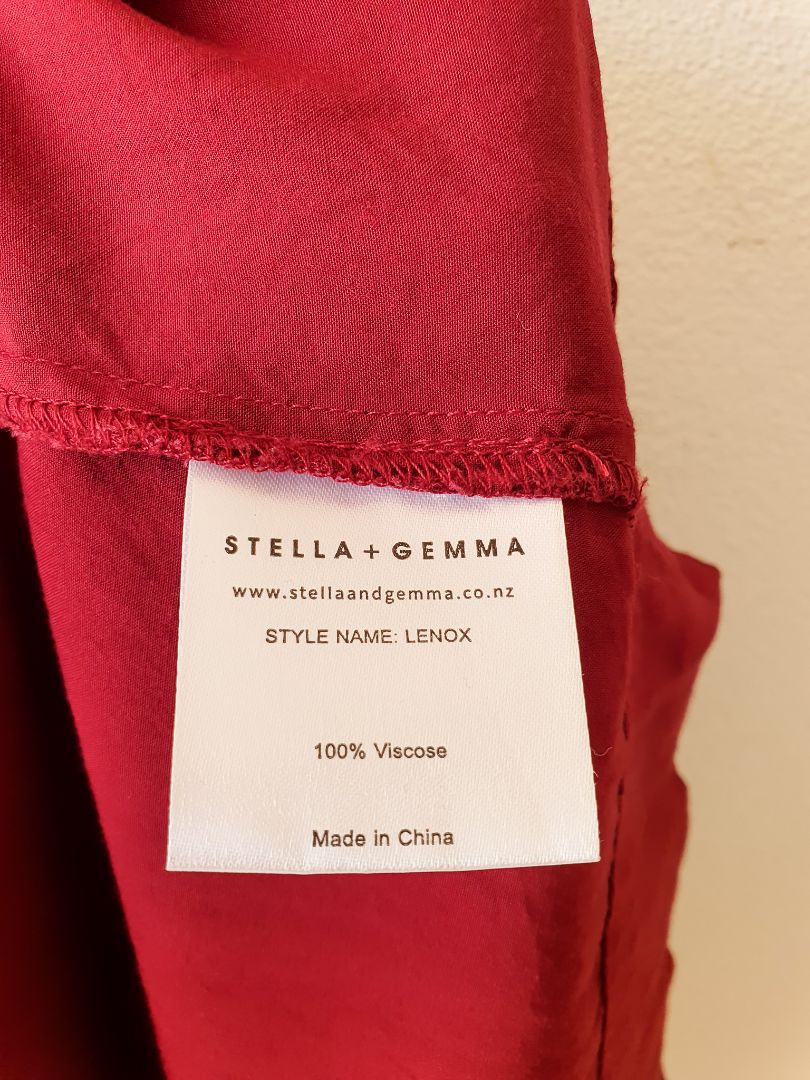 STELLA + GEMMA
www.stellaandgemma.co.nz
STYLE NAME: LENOX
100% Viscose
Made in China